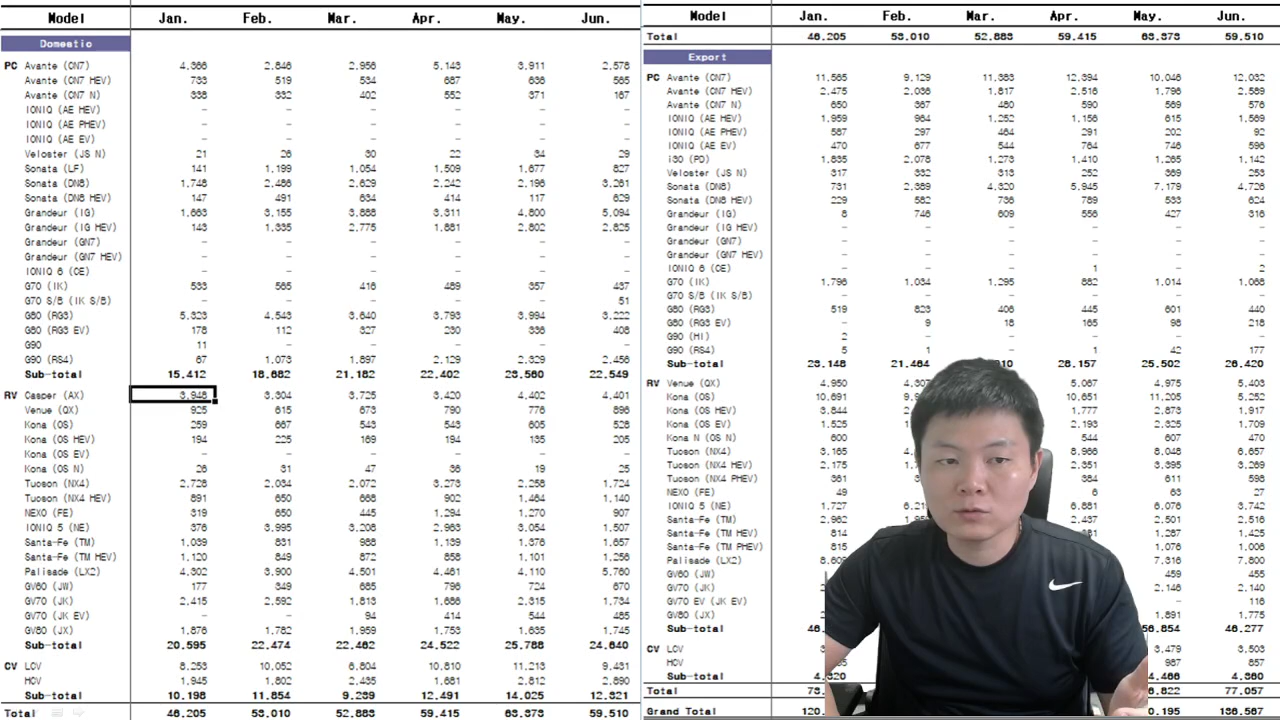 Model Jan. Feb. Mar. Apr. May. Jun.
Domestic
PC Avante (CN7) 4,366 2,846 2,956 5,143 3,911 2,578
Avante (CN7 HEV) 733 519 534 687 636 565
Avante (CN7 N) 338 332 402 552 371 167
IONIQ (AE HEV) – – – – – –
IONIQ (AE PHEV) – – – – – –
IONIQ (AE EV) – – – – – –
Veloster (JS N) 21 26 30 22 34 29
Sonata (LF) 141 1,199 1,054 1,509 1,677 827
Sonata (DN8) 1,748 2,486 2,629 2,242 2,196 3,261
Sonata (DN8 HEV) 147 491 634 414 117 629
Grandeur (IG) 1,663 3,155 3,888 3,311 4,800 5,094
Grandeur (IG HEV) 143 1,335 2,775 1,881 2,802 2,825
Grandeur (GN7) – – – – – –
Grandeur (GN7 HEV) – – – – – –
IONIQ 6 (CE) – – – – – –
G70 (IK) 533 565 416 489 357 437
G70 S/B (IK S/B) – – – – – 51
G80 (RG3) 5,323 4,543 3,640 3,793 3,994 3,222
G80 (RG3 EV) 178 112 327 230 336 408
G90 11 – – – – –
G90 (RS4) 67 1,073 1,897 2,129 2,329 2,456
Sub-total 15,412 18,682 21,182 22,402 23,560 22,549
RV Casper (AX) 3,948 3,304 3,725 3,420 4,402 4,401
Venue (QX) 925 615 673 790 776 896
Kona (OS) 259 667 543 543 605 528
Kona (OS HEV) 194 225 169 194 135 205
Kona (OS EV) – – – – – –
Kona (OS N) 26 31 47 36 19 25
Tucson (NX4) 2,728 2,034 2,072 3,273 2,258 1,724
Tucson (NX4 HEV) 891 650 668 902 1,464 1,140
NEXO (FE) 319 650 445 1,294 1,270 907
IONIQ 5 (NE) 376 3,995 3,208 2,963 3,054 1,507
Santa-Fe (TM) 1,039 831 988 1,139 1,376 1,657
Santa-Fe (TM HEV) 1,120 849 872 858 1,101 1,256
Palisade (LX2) 4,302 3,900 4,501 4,461 4,110 5,760
GV60 (JW) 177 349 685 796 724 670
GV70 (JK) 2,415 2,592 1,813 1,686 2,315 1,734
GV70 (JK EV) – – 94 414 544 485
GV80 (JX) 1,876 1,782 1,959 1,753 1,635 1,745
Sub-total 20,595 22,474 22,462 24,522 25,788 24,640
CV LCV 8,253 10,052 6,804 10,810 11,213 9,431
HCV 1,945 1,802 2,435 1,681 2,812 2,890
Sub-total 10,198 11,854 9,239 12,491 14,025 12,321
Total 46,205 53,010 52,883 59,415 63,373 59,510
Model Jan. Feb. Mar. Apr. May. Jun.
Total 46,205 53,010 52,883 59,415 63,373 59,510
Export
PC Avante (CN7) 11,565 9,129 11,383 12,394 10,046 12,032
Avante (CN7 HEV) 2,475 2,036 1,817 2,516 1,796 2,589
Avante (CN7 N) 650 367 480 590 569 576
IONIQ (AE HEV) 1,959 964 1,252 1,156 615 1,569
IONIQ (AE PHEV) 587 297 464 291 202 92
IONIQ (AE EV) 470 677 544 764 746 596
i30 (PD) 1,835 2,078 1,273 1,410 1,265 1,142
Veloster (JS N) 317 332 313 252 369 253
Sonata (DN8) 731 2,389 4,320 5,945 7,179 4,726
Sonata (DN8 HEV) 229 582 736 789 533 624
Grandeur (IG) 8 746 609 556 427 316
Grandeur (IG HEV) – – – – – –
Grandeur (GN7) – – – – – –
Grandeur (GN7 HEV) – – – – – –
IONIQ 6 (CE) – – – 1 – 2
G70 (IK) 1,796 1,034 1,295 882 1,014 1,068
G70 S/B (IK S/B) – – – – – –
G80 (RG3) 519 823 406 445 601 440
G80 (RG3 EV) – 9 18 165 98 218
G90 (HI) 2 – – – – –
G90 (RS4) 5 1 – 1 42 177
Sub-total 23,148 21,464 28,157 25,502 26,420
RV Venue (QX) 4,950 5,067 4,975 5,403
Kona (OS) 10,691 10,651 11,205 5,252
Kona (OS HEV) 3,844 1,777 2,873 1,917
Kona (OS EV) 1,525 2,193 2,325 1,709
Kona N (OS N) 600 544 607 470
Tucson (NX4) 3,165 8,966 8,048 6,657
Tucson (NX4 HEV) 2,175 2,351 3,395 3,269
Tucson (NX4 PHEV) 361 384 611 598
NEXO (FE) 49 6 63 27
IONIQ 5 (NE) 1,727 6,881 6,076 3,742
Santa-Fe (TM) 2,962 2,437 2,501 2,516
Santa-Fe (TM HEV) 814 1,287 1,425
Santa-Fe (TM PHEV) 815 1,076 1,006
Palisade (LX2) 7,316 7,800
GV60 (JW) 459 455
GV70 (JK) 2,146 2,140
GV70 EV (JK EV) – 116
GV80 (JX) 1,891 1,775
Sub-total 46,277
CV LCV 3,479 3,503
HCV 987 857
Sub-total 4,320 4,466 4,360
Total 77,057
Grand Total 136,567